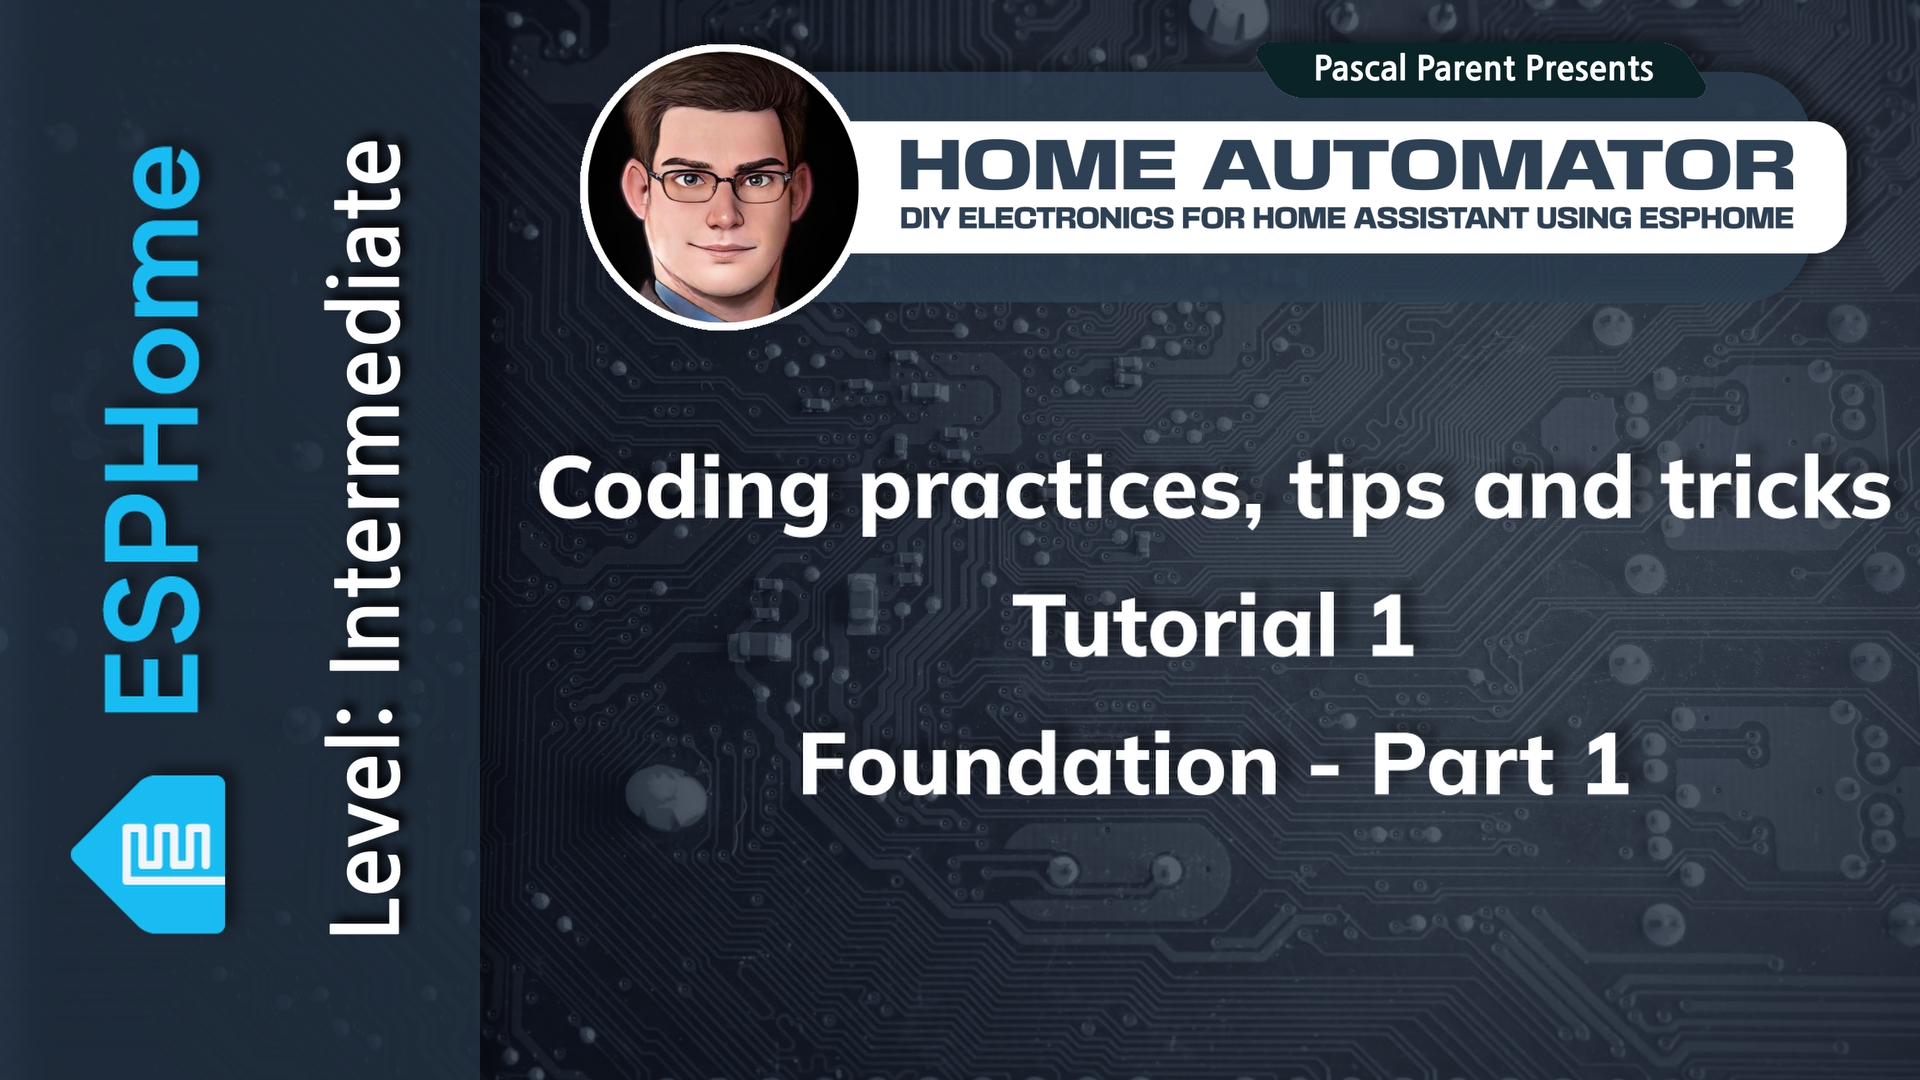 ESPHome
Level: Intermediate
Pascal Parent Presents
HOME AUTOMATOR
DIY ELECTRONICS FOR HOME ASSISTANT USING ESPHOME
Coding practices, tips and tricks
Tutorial 1
Foundation - Part 1